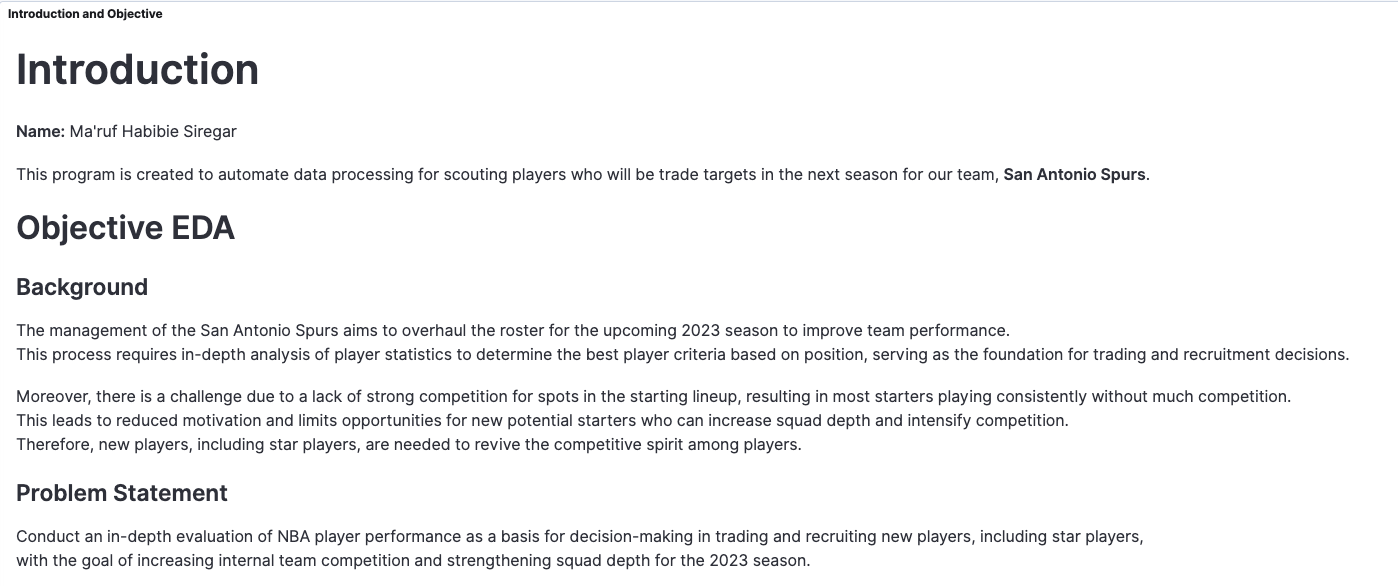 Introduction and Objective
Introduction
Name: Ma'ruf Habibie Siregar
This program is created to automate data processing for scouting players who will be trade targets in the next season for our team, San Antonio Spurs.
Objective EDA
Background
The management of the San Antonio Spurs aims to overhaul the roster for the upcoming 2023 season to improve team performance.
This process requires in-depth analysis of player statistics to determine the best player criteria based on position, serving as the foundation for trading and recruitment decisions.
Moreover, there is a challenge due to a lack of strong competition for spots in the starting lineup, resulting in most starters playing consistently without much competition.
This leads to reduced motivation and limits opportunities for new potential starters who can increase squad depth and intensify competition.
Therefore, new players, including star players, are needed to revive the competitive spirit among players.
Problem Statement
Conduct an in-depth evaluation of NBA player performance as a basis for decision-making in trading and recruiting new players, including star players,
with the goal of increasing internal team competition and strengthening squad depth for the 2023 season.